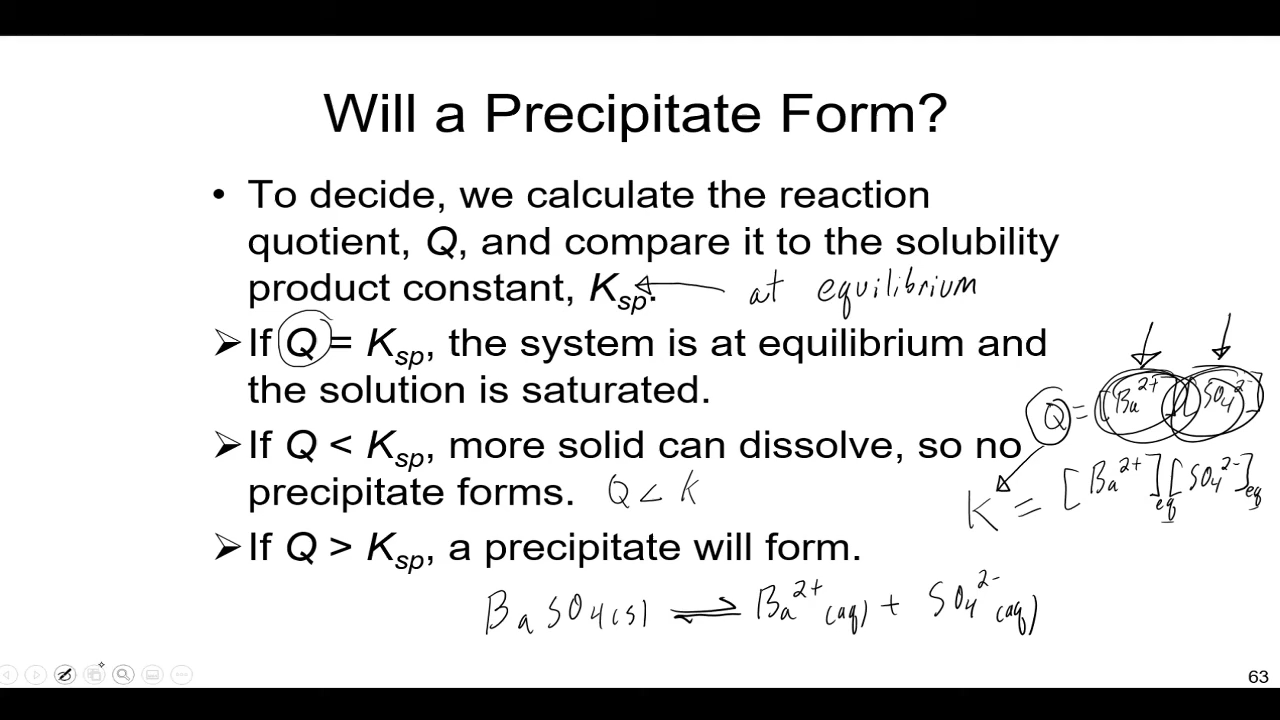 Will a Precipitate Form?
• To decide, we calculate the reaction
quotient, Q, and compare it to the solubility
product constant, Ksp. at equilibrium
➢ If Q = Ksp, the system is at equilibrium and
the solution is saturated.
Q = [Ba²⁺][SO₄²⁻]
➢ If Q < Ksp, more solid can dissolve, so no
precipitate forms. Q < K
K = [Ba²⁺]eq[SO₄²⁻]eq
➢ If Q > Ksp, a precipitate will form.
BaSO₄(s) ⇌ Ba²⁺(aq) + SO₄²⁻(aq)
63